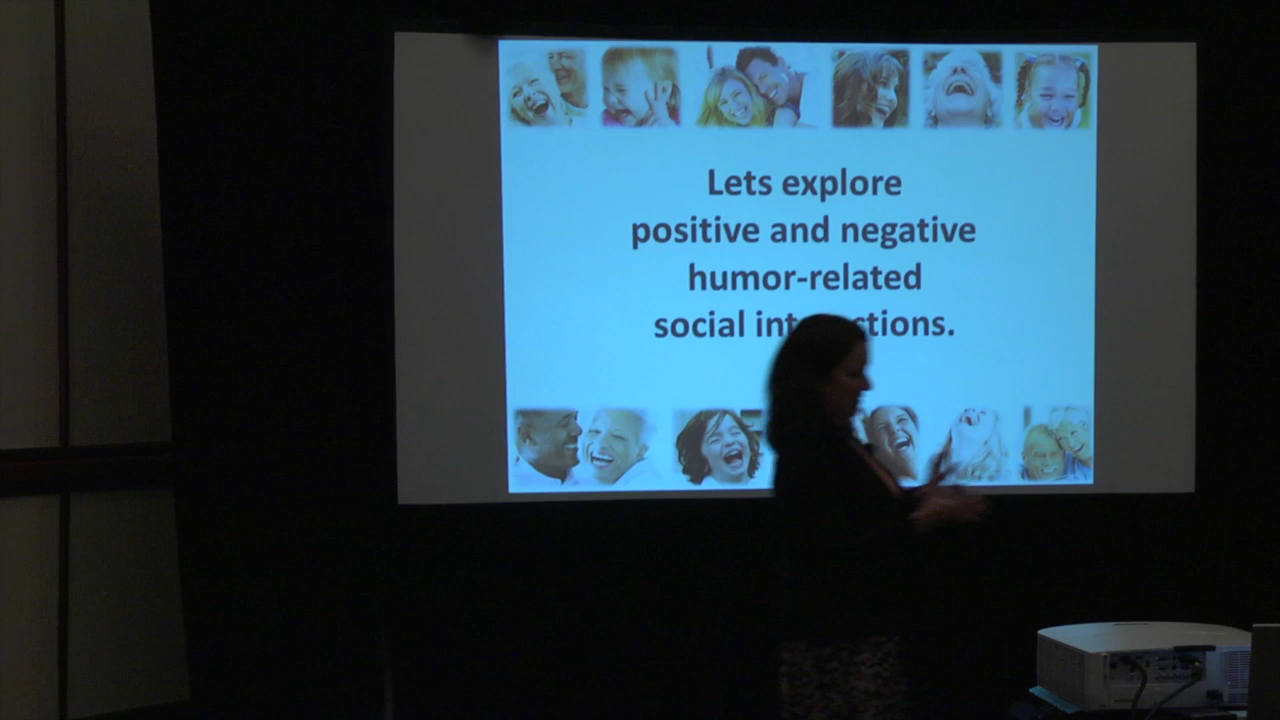 Lets explore
positive and negative
humor-related
social